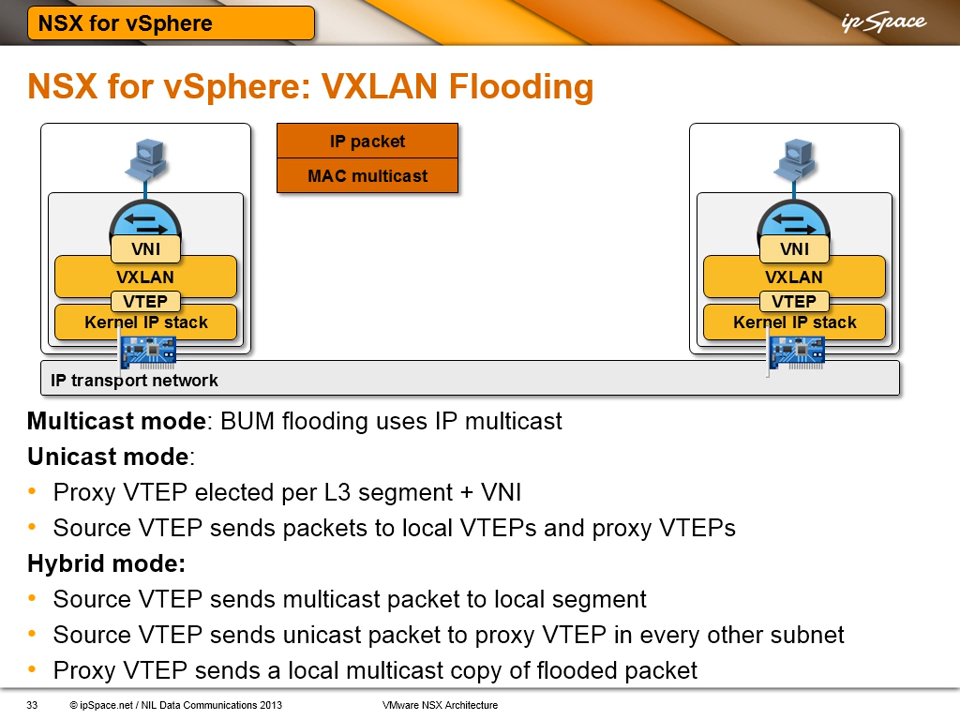 NSX for vSphere
ipSpace
NSX for vSphere: VXLAN Flooding
IP packet
MAC multicast
VNI
VXLAN
VTEP
Kernel IP stack
VNI
VXLAN
VTEP
Kernel IP stack
IP transport network
Multicast mode: BUM flooding uses IP multicast
Unicast mode:
• Proxy VTEP elected per L3 segment + VNI
• Source VTEP sends packets to local VTEPs and proxy VTEPs
Hybrid mode:
• Source VTEP sends multicast packet to local segment
• Source VTEP sends unicast packet to proxy VTEP in every other subnet
• Proxy VTEP sends a local multicast copy of flooded packet
33 © ipSpace.net / NIL Data Communications 2013 VMware NSX Architecture